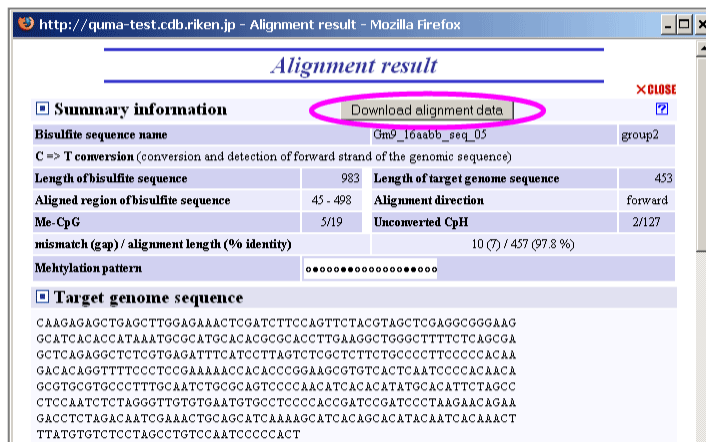 http://quma-test.cdb.riken.jp - Alignment result - Mozilla Firefox
Alignment result
×CLOSE
Summary information Download alignment data ?
Bisulfite sequence name Gm9_16aabb_seq_05 group2
C => T conversion (conversion and detection of forward strand of the genomic sequence)
Length of bisulfite sequence 983 Length of target genome sequence 453
Aligned region of bisulfite sequence 45 - 498 Alignment direction forward
Me-CpG 5/19 Unconverted CpH 2/127
mismatch (gap) / alignment length (% identity) 10 (7) / 457 (97.8 %)
Mehtylation pattern
Target genome sequence
CAAGAGAGCTGAGCTTGGAGAAACTCGATCTTCCAGTTCTACGTAGCTCGAGGCGGGAAG
GCATCACACCATAAATGCGCATGCACACGCGCACCTTGAAGGCTGGGCTTTTCTCAGCGA
GCTCAGAGGCTCTCGTGAGATTTCATCCTTAGTCTCGCTCTTCTGCCCCTTCCCCCACAA
GACACAGGTTTTCCCTCCGAAAAACCACACCCGGAAGCGTGTCACTCAATCCCCACAACA
GCGTGCGTGCCCTTTGCAATCTGCGCAGTCCCCAACATCACACATATGCACATTCTAGCC
CTCCAATCTCTAGGGTTGTGTGAATGTGCCTCCCCACCGATCCGATCCCTAAGAACAGAA
GACCTCTAGACAATCGAAACTGCAGCATCAAAAGCATCACAGCACATACAATCACAAACT
TTATGTGTCTCCTAGCCTGTCCAATCCCCCACT